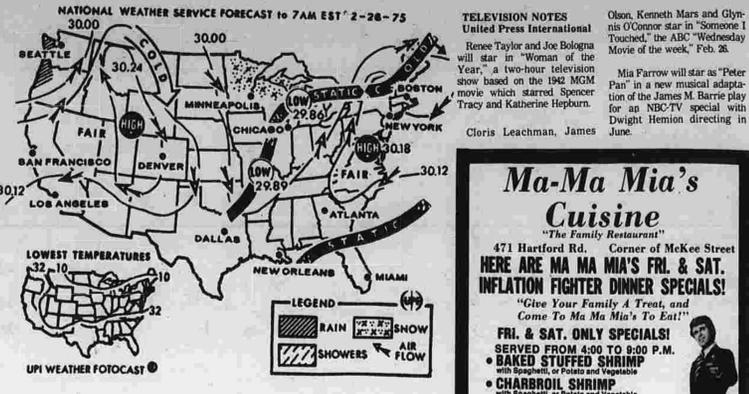 NATIONAL WEATHER SERVICE FORECAST to 7AM EST 2-28-75
30.00
30.00
SEATTLE
COLD
30.24
MINNEAPOLIS
LOW
29.86
STATIC
COLD
BOSTON
NEW YORK
CHICAGO
FAIR
HIGH
HIGH
30.18
SAN FRANCISCO
DENVER
LOW
29.89
FAIR
30.12
30.12
LOS ANGELES
ATLANTA
DALLAS
STATIC
NEW ORLEANS
MIAMI
LOWEST TEMPERATURES
32
10
10
32
LEGEND
UPI
RAIN
SNOW
SHOWERS
AIR
FLOW
UPI WEATHER FOTOCAST
TELEVISION NOTES
United Press International
Renee Taylor and Joe Bologna
will star in "Woman of the
Year," a two-hour television
show based on the 1942 MGM
movie which starred Spencer
Tracy and Katherine Hepburn.
Cloris Leachman, James
Olson, Kenneth Mars and Glyn-
nis O'Connor star in "Someone I
Touched," the ABC "Wednesday
Movie of the week," Feb. 26.
Mia Farrow will star as "Peter
Pan" in a new musical adapta-
tion of the James M. Barrie play
for an NBC-TV special with
Dwight Hemion directing in
June.
Ma-Ma Mia's
Cuisine
"The Family Restaurant"
471 Hartford Rd. Corner of McKee Street
HERE ARE MA MA MIA'S FRI. & SAT.
INFLATION FIGHTER DINNER SPECIALS!
"Give Your Family A Treat, and
Come To Ma Ma Mia's To Eat!"
FRI. & SAT. ONLY SPECIALS!
SERVED FROM 4:00 TO 9:00 P.M.
• BAKED STUFFED SHRIMP
with Spaghetti, or Potato and Vegetable
• CHARBROIL SHRIMP
with Spaghetti, or Potato and Vegetable